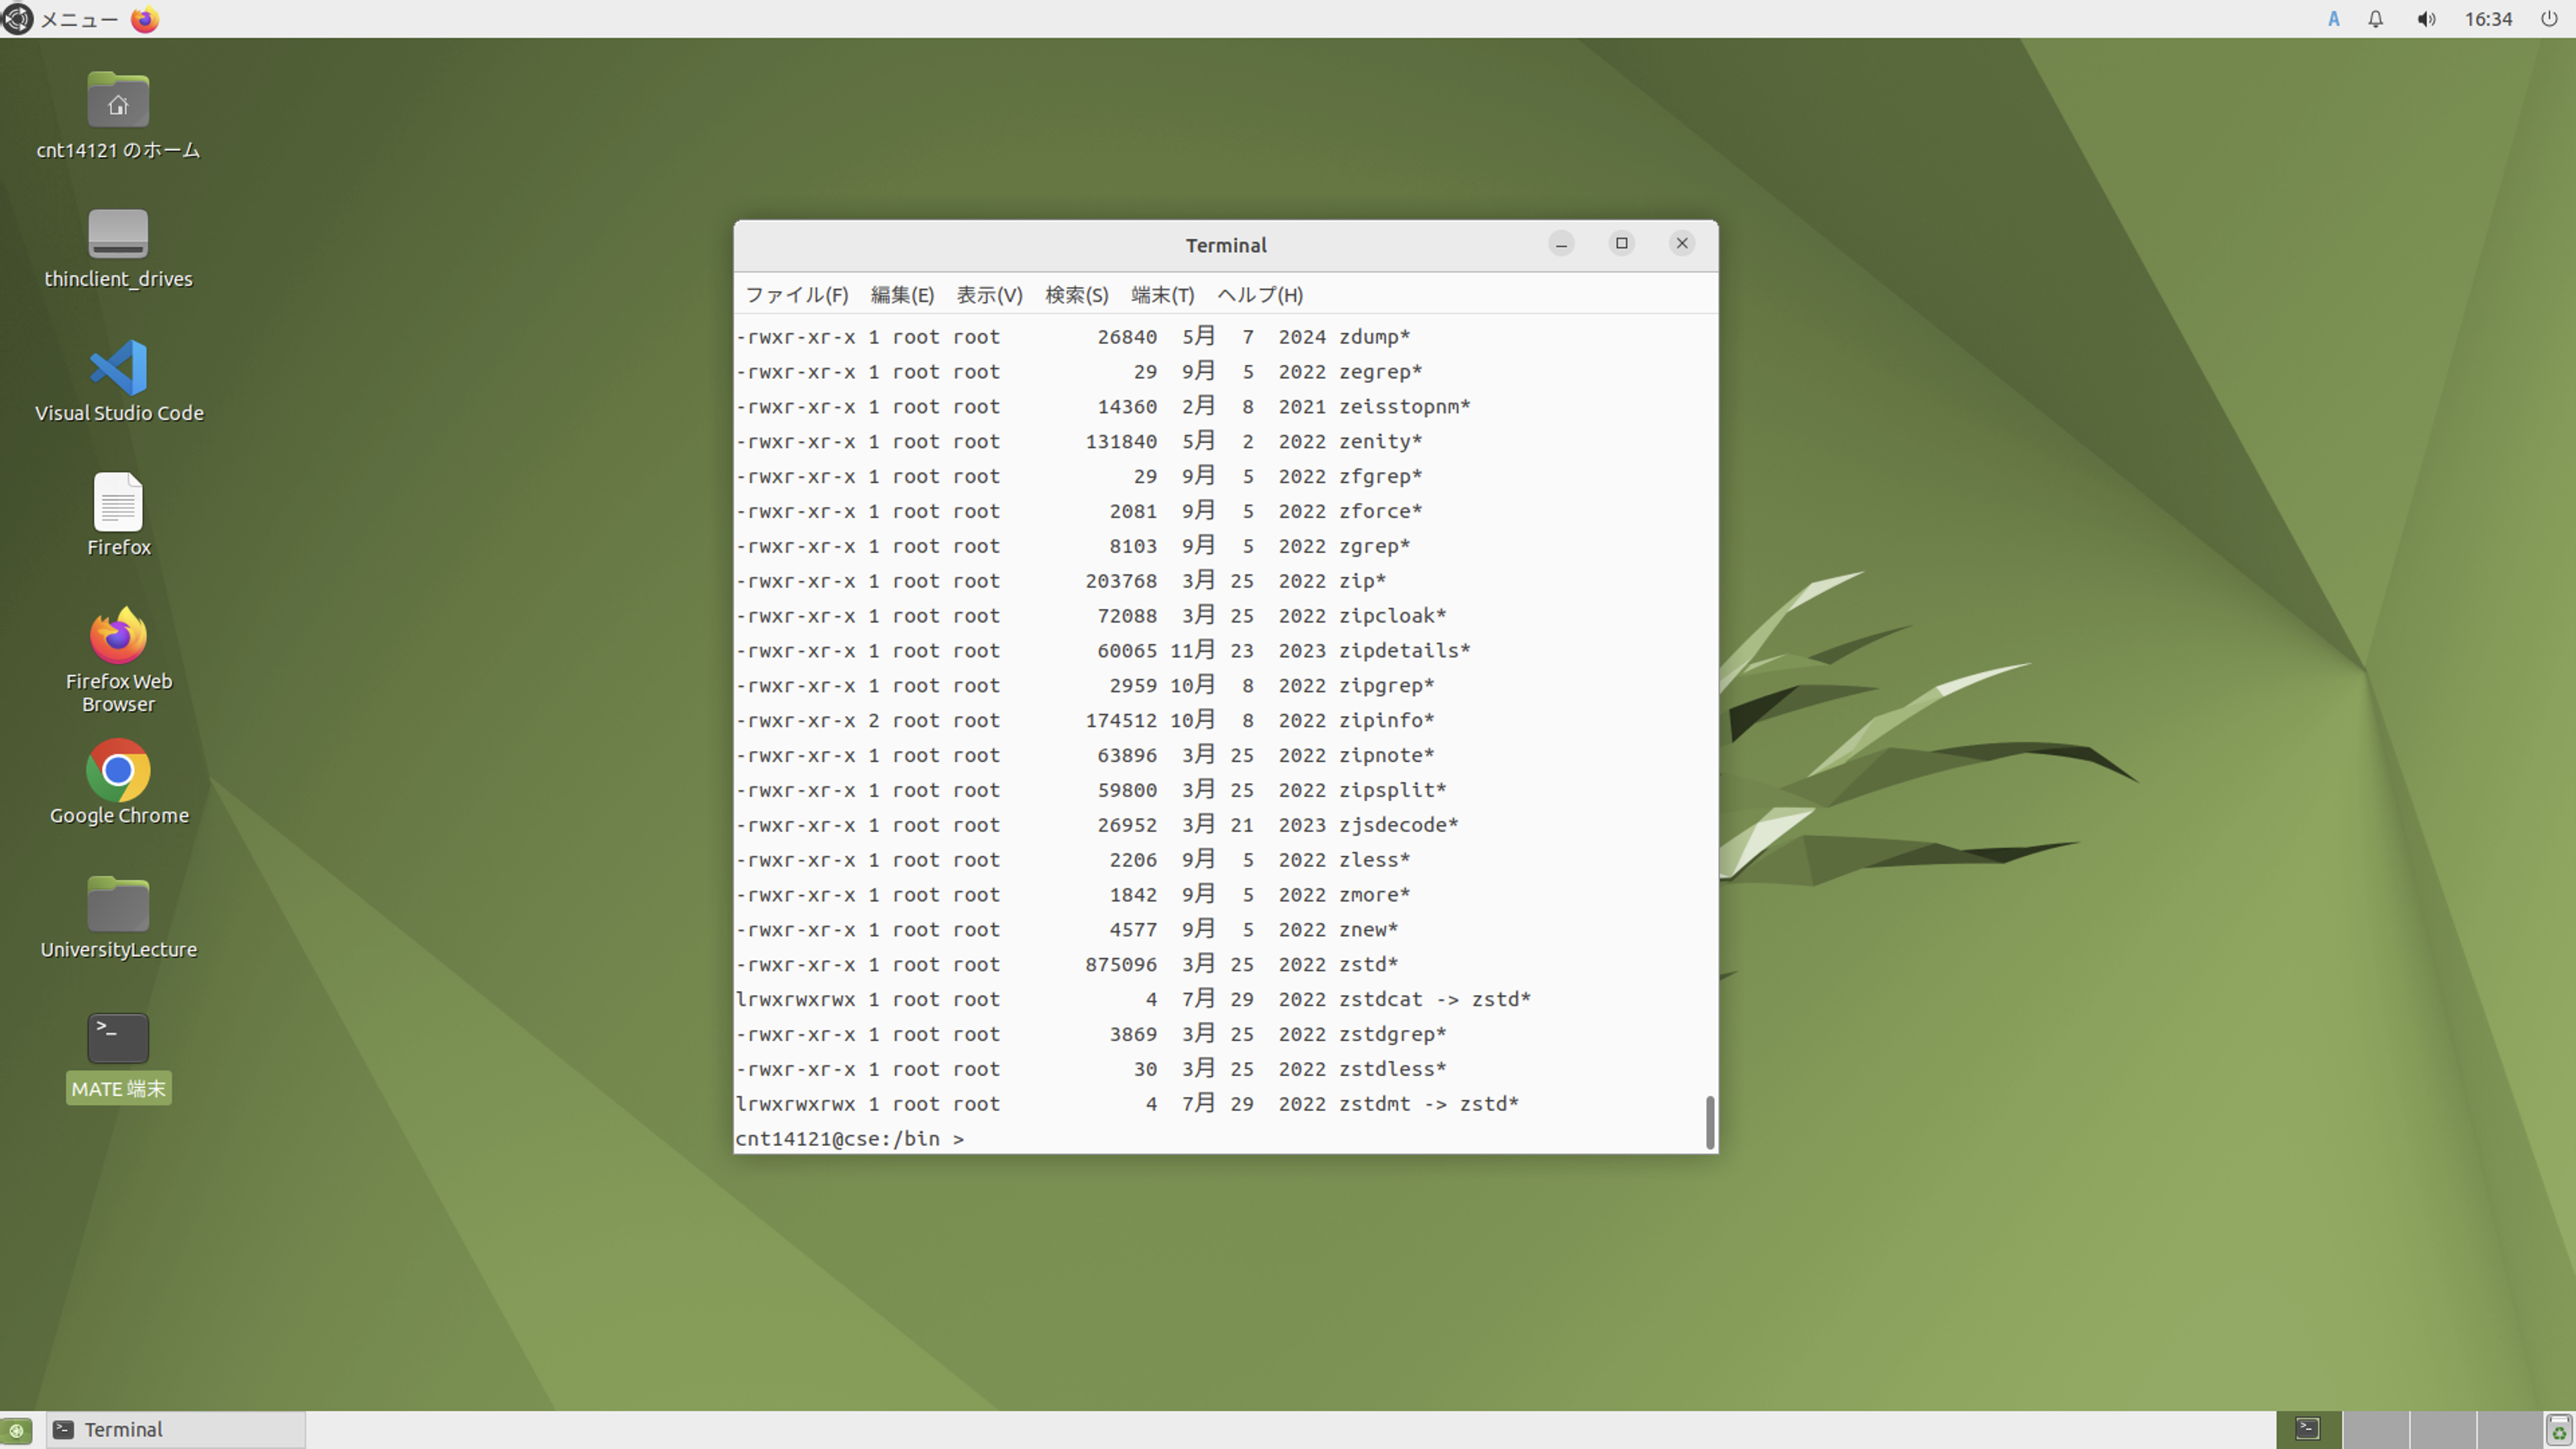 メニュー
A
16:34
cnt14121 のホーム
thinclient_drives
Visual Studio Code
Firefox
Firefox Web
Browser
Google Chrome
UniversityLecture
>_
MATE 端末
Terminal
ファイル(F) 編集(E) 表示(V) 検索(S) 端末(T) ヘルプ(H)
-rwxr-xr-x 1 root root 26840 5月 7 2024 zdump*
-rwxr-xr-x 1 root root 29 9月 5 2022 zegrep*
-rwxr-xr-x 1 root root 14360 2月 8 2021 zeisstopnm*
-rwxr-xr-x 1 root root 131840 5月 2 2022 zenity*
-rwxr-xr-x 1 root root 29 9月 5 2022 zfgrep*
-rwxr-xr-x 1 root root 2081 9月 5 2022 zforce*
-rwxr-xr-x 1 root root 8103 9月 5 2022 zgrep*
-rwxr-xr-x 1 root root 203768 3月 25 2022 zip*
-rwxr-xr-x 1 root root 72088 3月 25 2022 zipcloak*
-rwxr-xr-x 1 root root 60065 11月 23 2023 zipdetails*
-rwxr-xr-x 1 root root 2959 10月 8 2022 zipgrep*
-rwxr-xr-x 2 root root 174512 10月 8 2022 zipinfo*
-rwxr-xr-x 1 root root 63896 3月 25 2022 zipnote*
-rwxr-xr-x 1 root root 59800 3月 25 2022 zipsplit*
-rwxr-xr-x 1 root root 26952 3月 21 2023 zjsdecode*
-rwxr-xr-x 1 root root 2206 9月 5 2022 zless*
-rwxr-xr-x 1 root root 1842 9月 5 2022 zmore*
-rwxr-xr-x 1 root root 4577 9月 5 2022 znew*
-rwxr-xr-x 1 root root 875096 3月 25 2022 zstd*
lrwxrwxrwx 1 root root 4 7月 29 2022 zstdcat -> zstd*
-rwxr-xr-x 1 root root 3869 3月 25 2022 zstdgrep*
-rwxr-xr-x 1 root root 30 3月 25 2022 zstdless*
lrwxrwxrwx 1 root root 4 7月 29 2022 zstdmt -> zstd*
cnt14121@cse:/bin >
Terminal